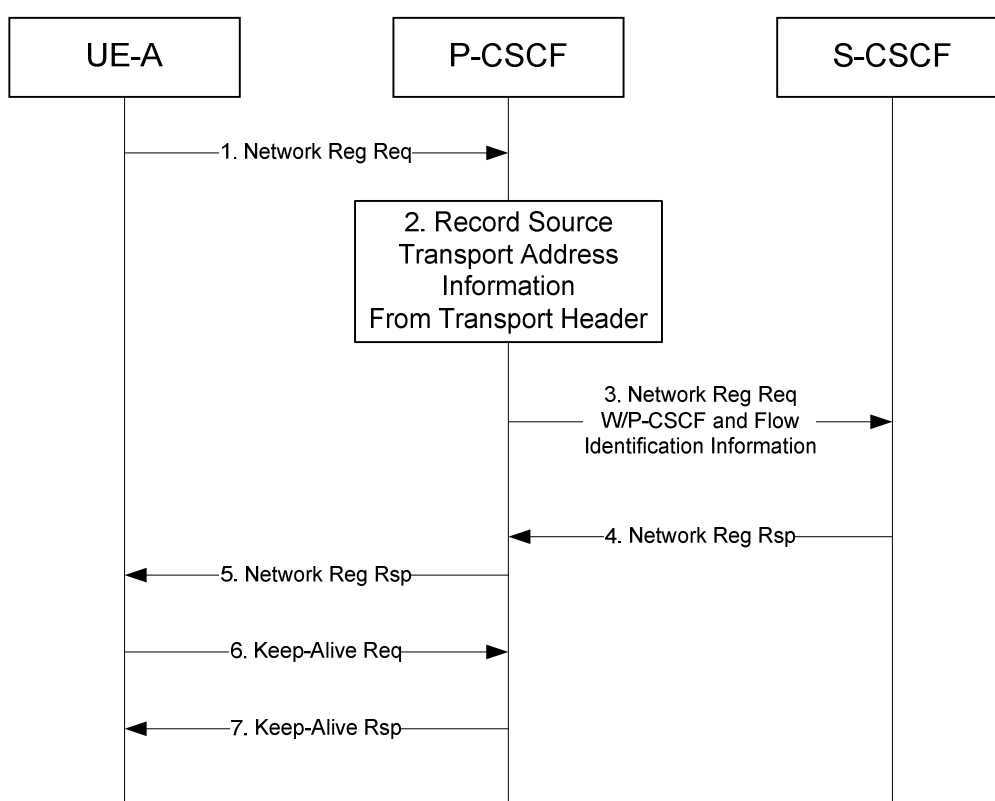 UE-A
P-CSCF
S-CSCF
1. Network Reg Req
2. Record Source
Transport Address
Information
From Transport Header
3. Network Reg Req
W/P-CSCF and Flow
Identification Information
4. Network Reg Rsp
5. Network Reg Rsp
6. Keep-Alive Req
7. Keep-Alive Rsp